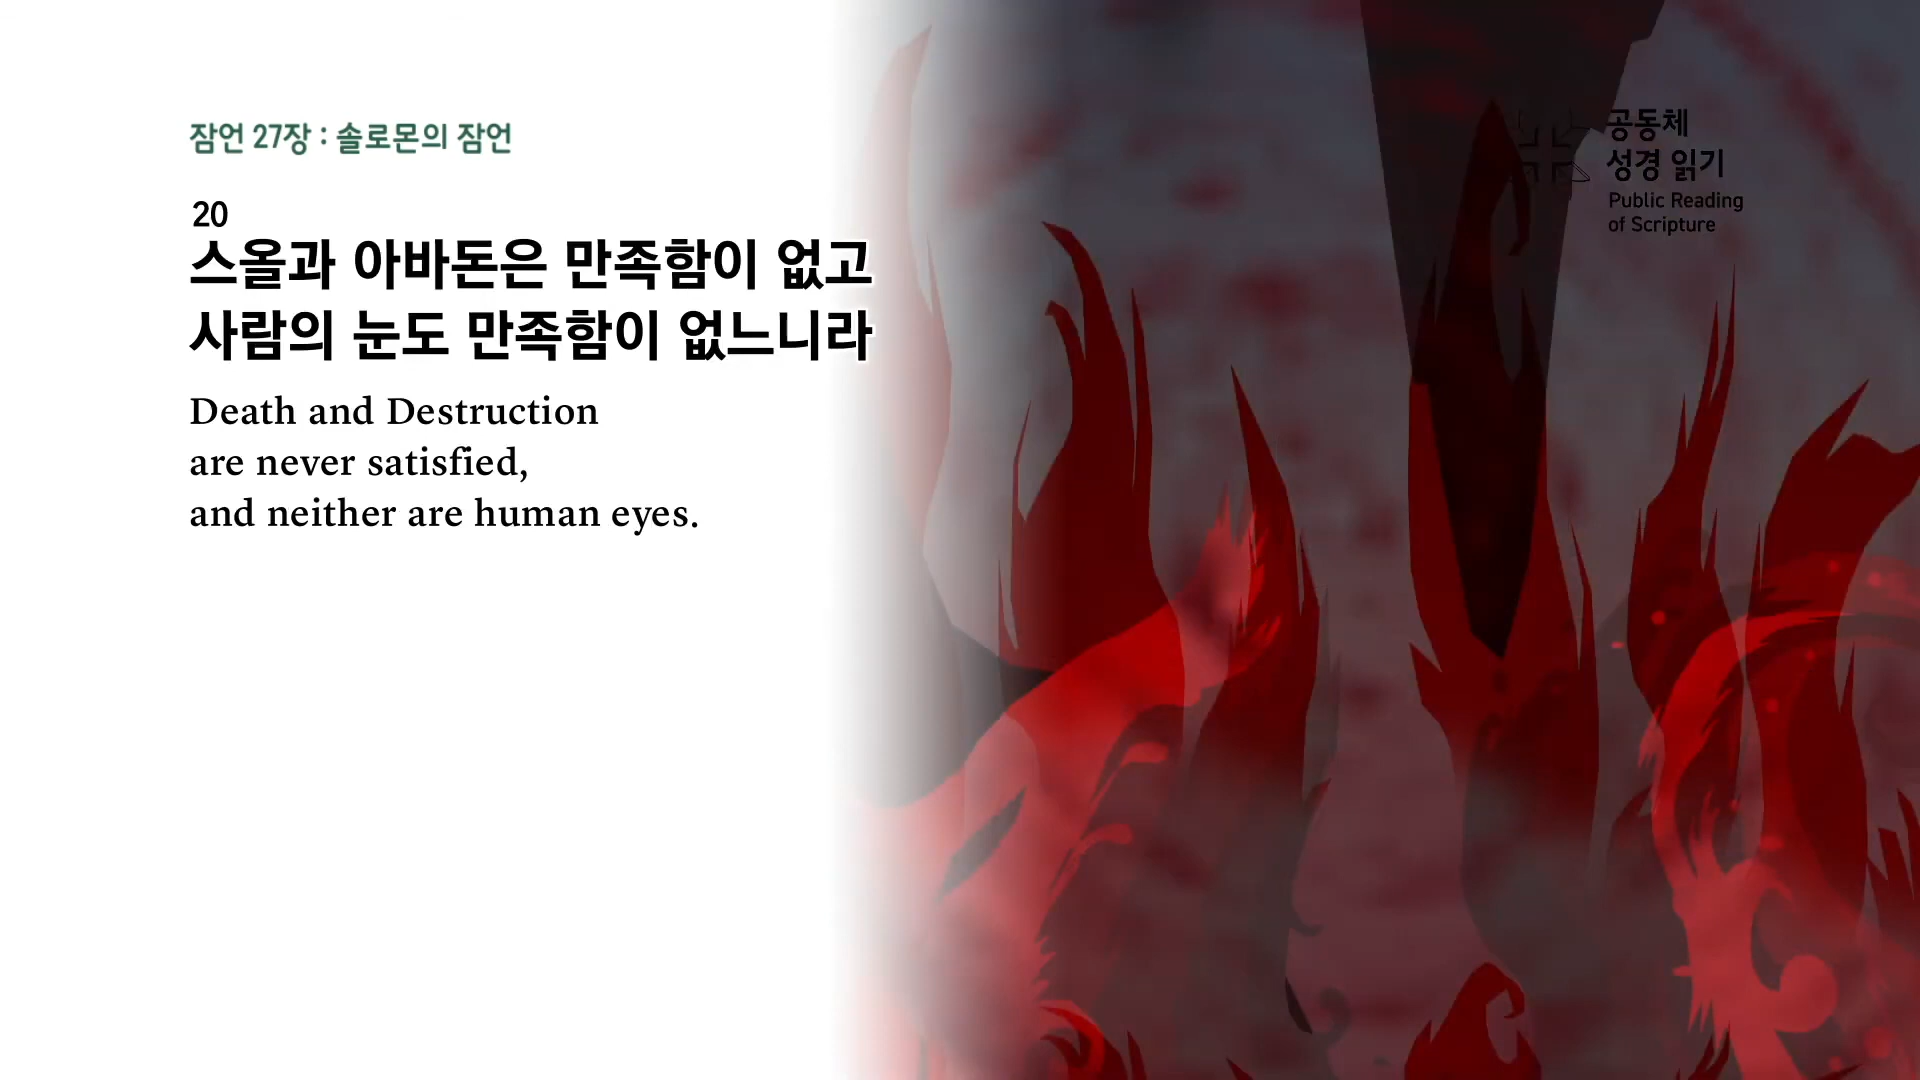 잠언 27장 : 솔로몬의 잠언
20
스올과 아바돈은 만족함이 없고
사람의 눈도 만족함이 없느니라
Death and Destruction
are never satisfied,
and neither are human eyes.
공동체
성경 읽기
Public Reading
of Scripture